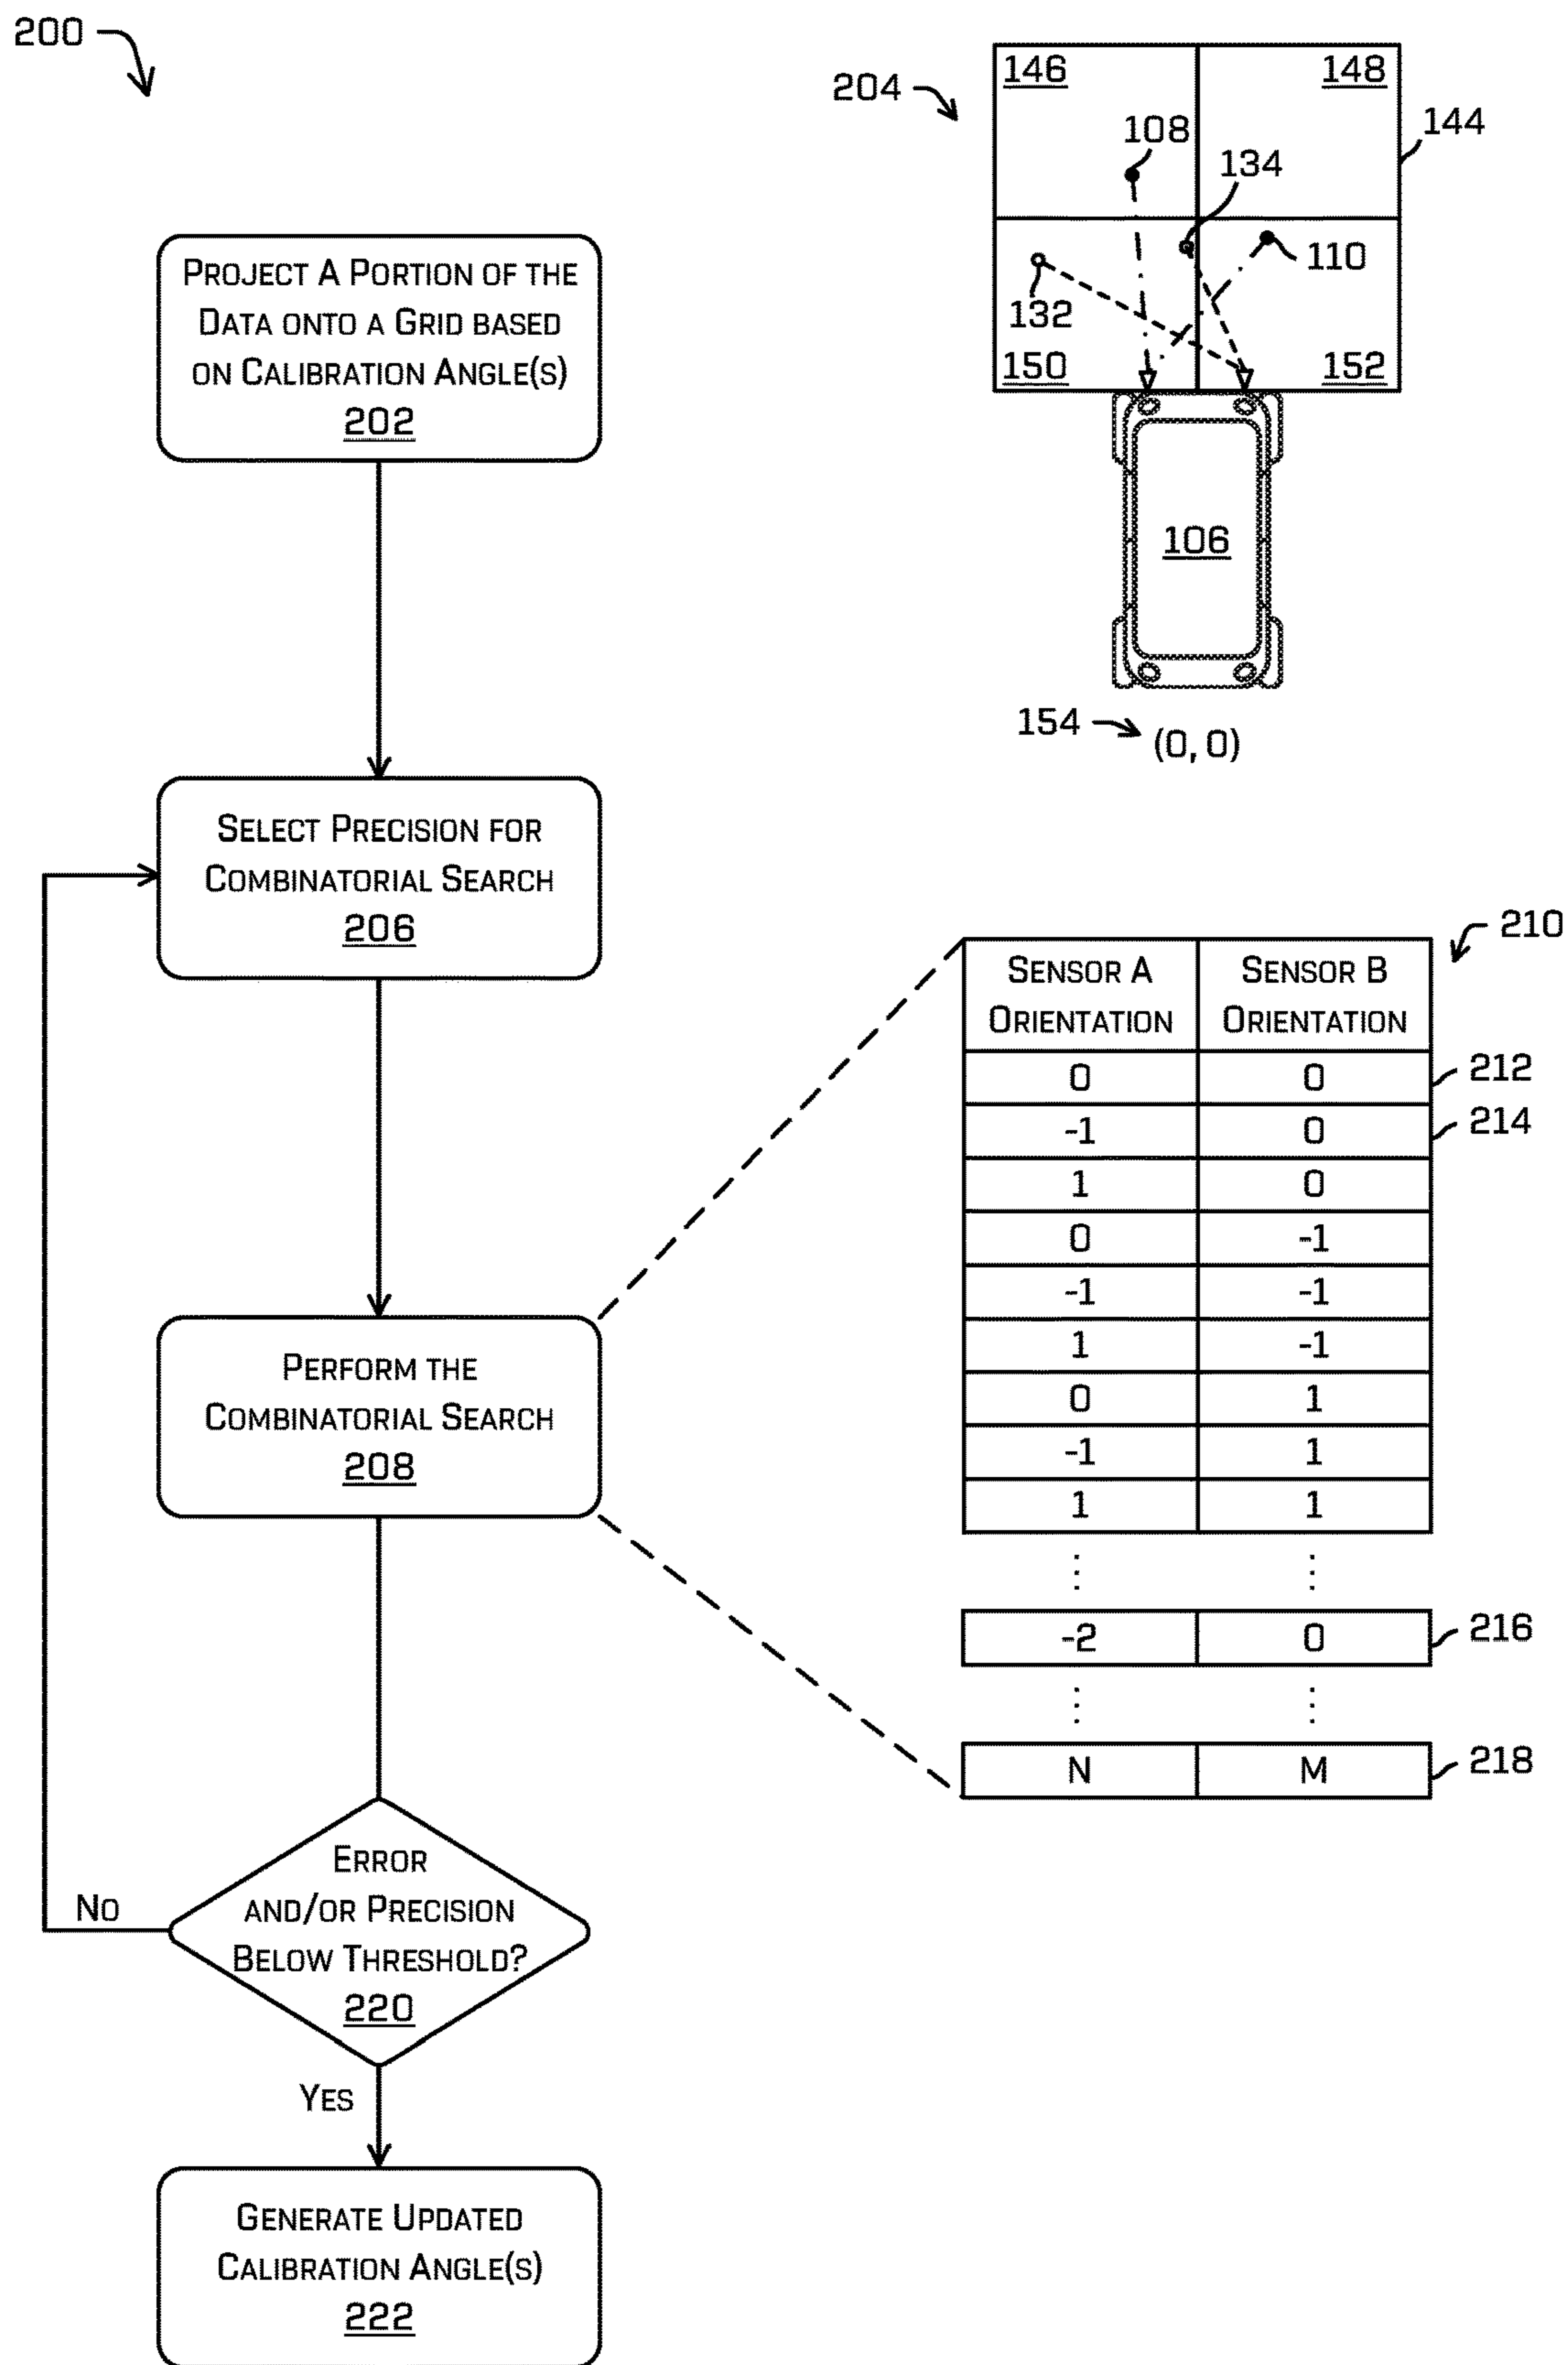 200
PROJECT A PORTION OF THE
DATA ONTO A GRID BASED
ON CALIBRATION ANGLE(S)
202
SELECT PRECISION FOR
COMBINATORIAL SEARCH
206
PERFORM THE
COMBINATORIAL SEARCH
208
ERROR
AND/OR PRECISION
BELOW THRESHOLD?
220
NO
YES
GENERATE UPDATED
CALIBRATION ANGLE(S)
222
204
146
148
144
108
134
110
132
150
152
106
154
(0, 0)
210
SENSOR A
ORIENTATION
SENSOR B
ORIENTATION
0 0 212
-1 0 214
1 0
0 -1
-1 -1
1 -1
0 1
-1 1
1 1
⋮ ⋮
-2 0 216
⋮ ⋮
N M 218